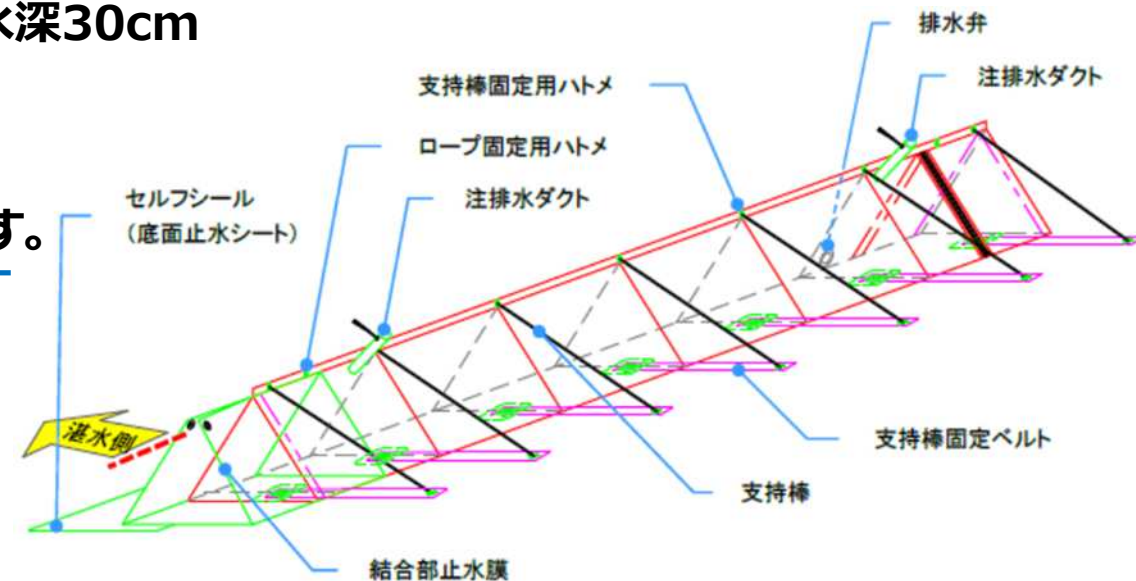 水深30cm
排水弁
注排水ダクト
支持棒固定用ハトメ
ロープ固定用ハトメ
セルフシール
（底面止水シート）
注排水ダクト
す。
湛水側
支持棒固定ベルト
支持棒
結合部止水膜